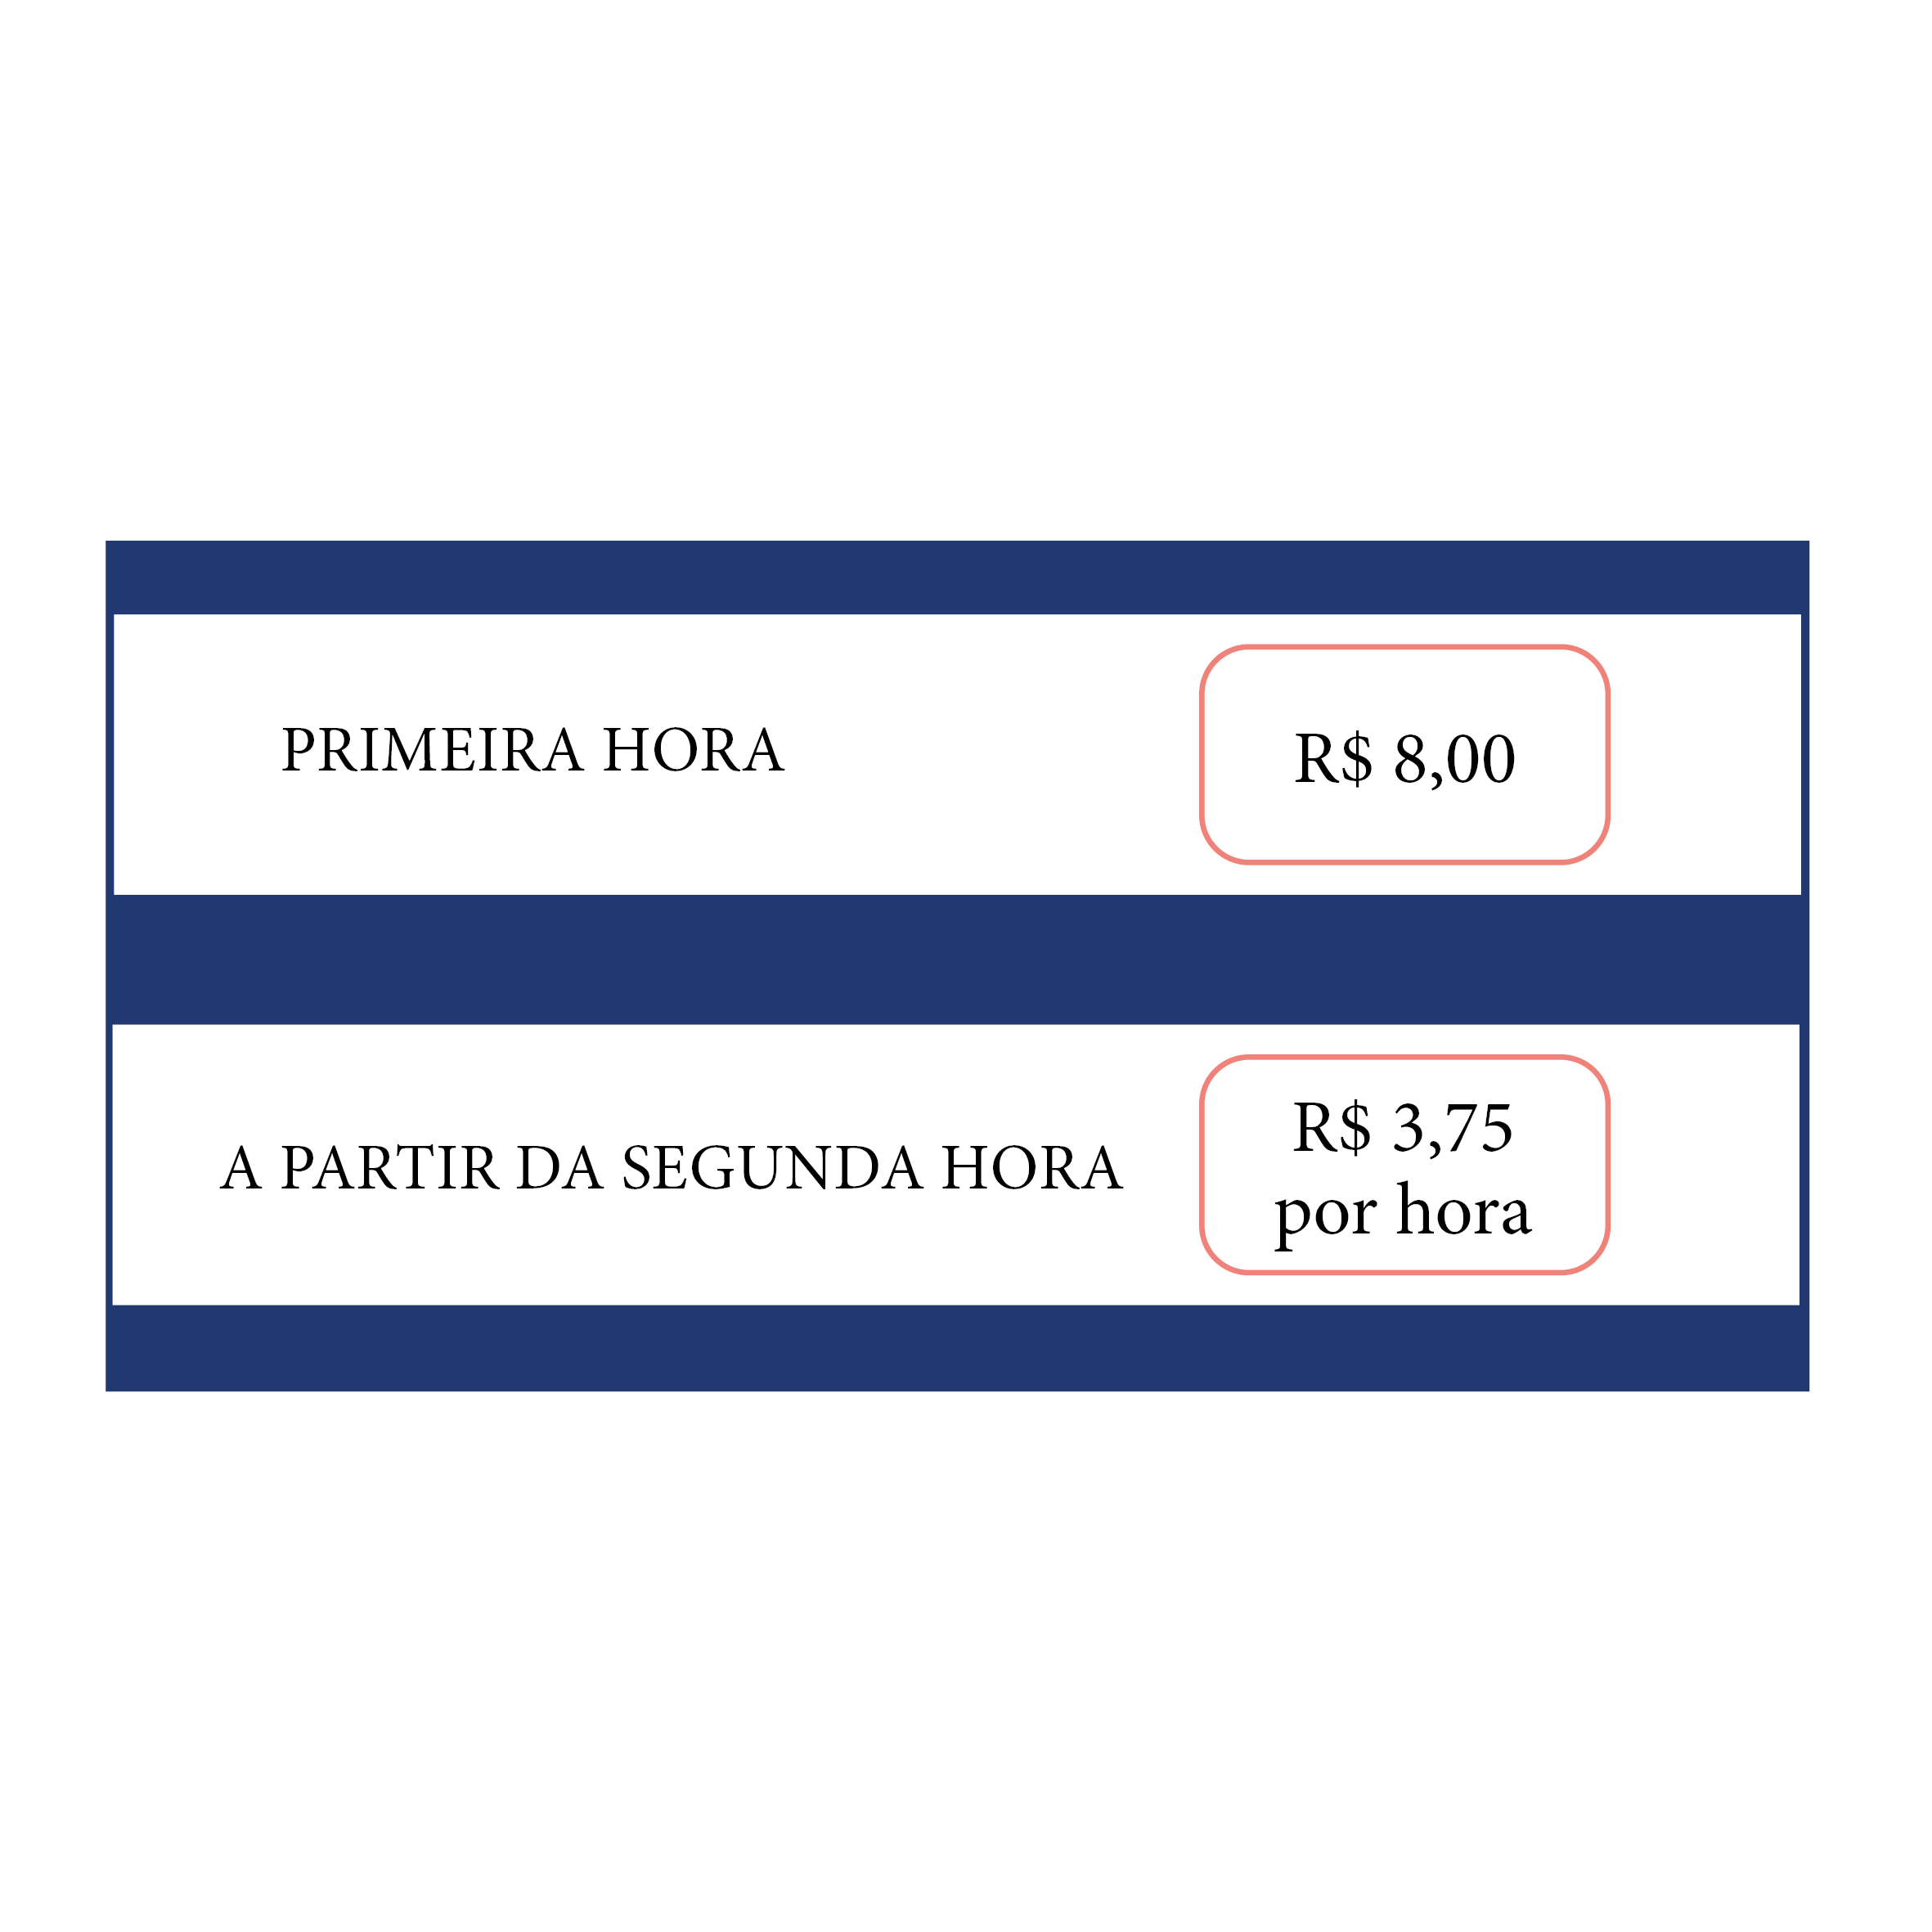 PRIMEIRA HORA
R$ 8,00
A PARTIR DA SEGUNDA HORA
R$ 3,75
por hora